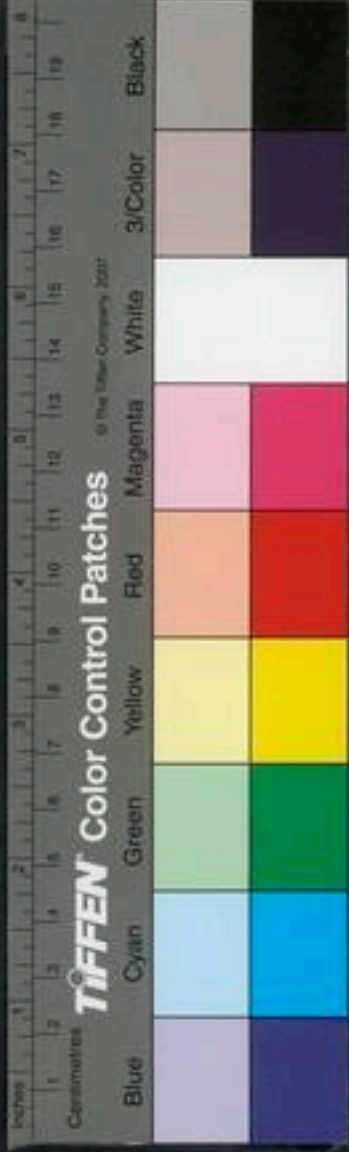 Inches 1 2 3 4 5 6 7 8
Centimetres 1 2 3 4 5 6 7 8 9 10 11 12 13 14 15 16 17 18 19
TIFFEN Color Control Patches © The Tiffen Company, 2007
Blue Cyan Green Yellow Red Magenta White 3/Color Black